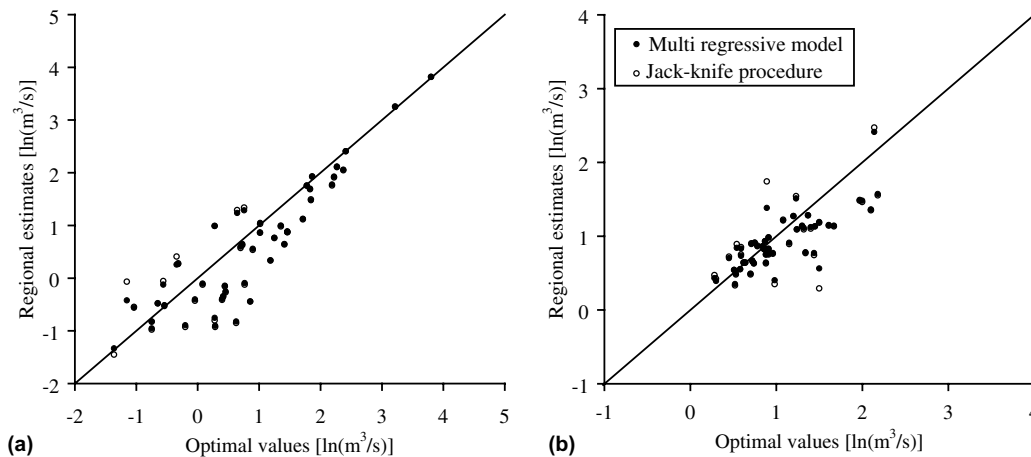 5
4
3
2
1
0
-1
-2
-2 -1 0 1 2 3 4 5
Regional estimates [ln(m³/s)]
Optimal values [ln(m³/s)]
(a)
4
3
2
1
0
-1
-1 0 1 2 3 4
Regional estimates [ln(m³/s)]
Optimal values [ln(m³/s)]
(b)
Multi regressive model
Jack-knife procedure